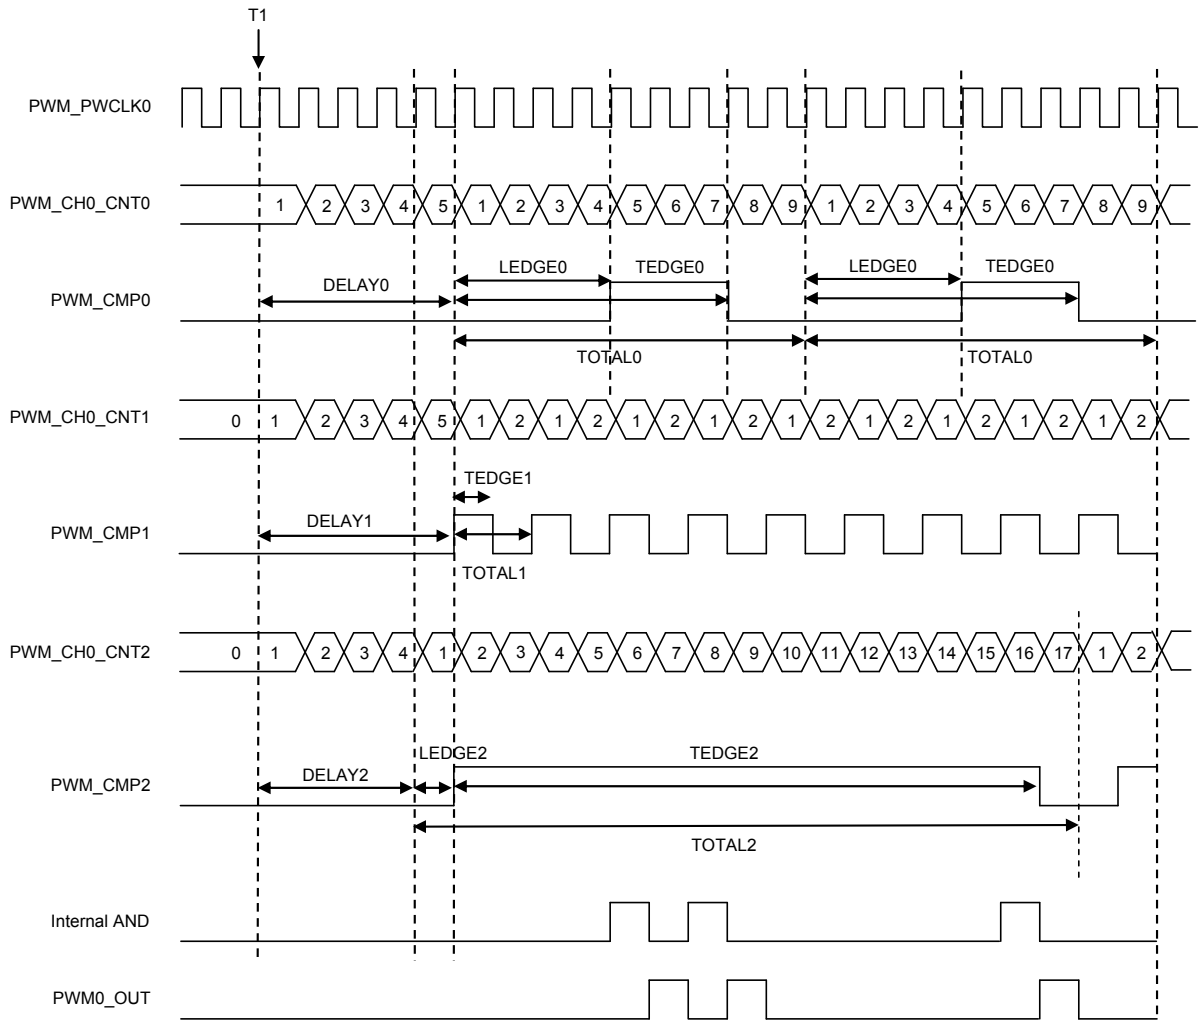 T1
PWM_PWCLK0
PWM_CH0_CNT0 1 2 3 4 5 1 2 3 4 5 6 7 8 9 1 2 3 4 5 6 7 8 9
LEDGE0 TEDGE0 LEDGE0 TEDGE0
DELAY0
PWM_CMP0
TOTAL0 TOTAL0
PWM_CH0_CNT1 0 1 2 3 4 5 1 2 1 2 1 2 1 2 1 2 1 2 1 2 1 2 1 2
TEDGE1
DELAY1
PWM_CMP1
TOTAL1
PWM_CH0_CNT2 0 1 2 3 4 1 2 3 4 5 6 7 8 9 10 11 12 13 14 15 16 17 1 2
LEDGE2 TEDGE2
DELAY2
PWM_CMP2
TOTAL2
Internal AND
PWM0_OUT